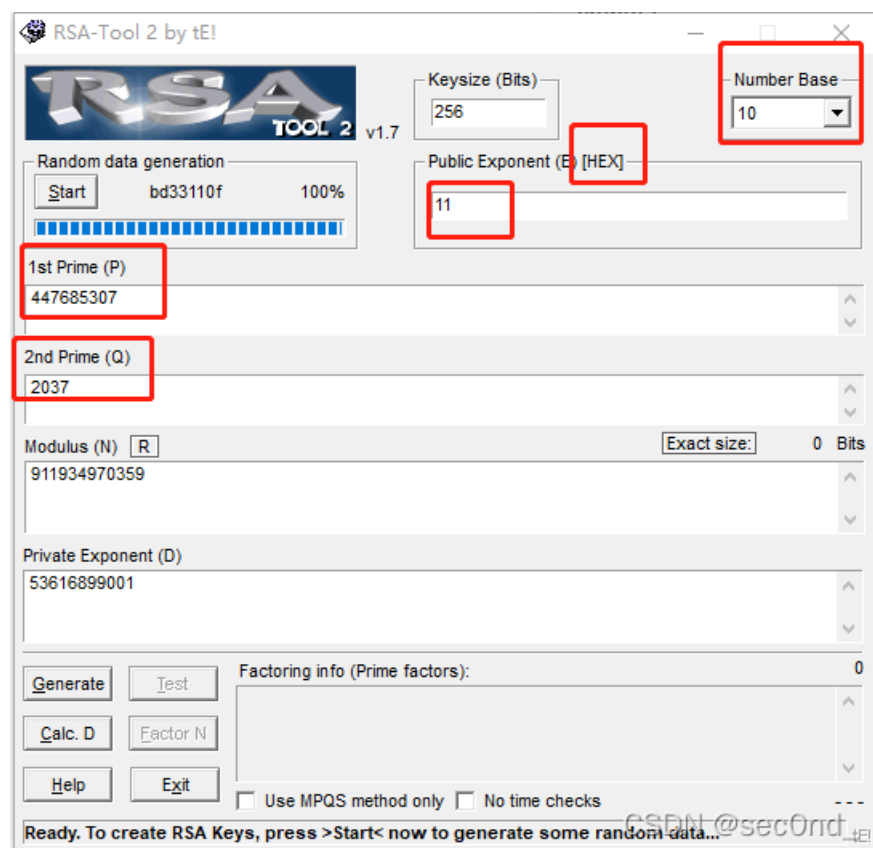 RSA-Tool 2 by tE!
RSA
TOOL 2
v1.7
Keysize (Bits)
256
Number Base
10
Random data generation
Start
bd33110f
100%
Public Exponent (E) [HEX]
11
1st Prime (P)
447685307
2nd Prime (Q)
2037
Modulus (N)
R
Exact size:
0
Bits
911934970359
Private Exponent (D)
53616899001
Generate
Test
Factoring info (Prime factors):
0
Calc. D
Factor N
Help
Exit
Use MPQS method only
No time checks
---
Ready. To create RSA Keys, press >Start< now to generate some random data...
CSDN @sec0nd_
tE!